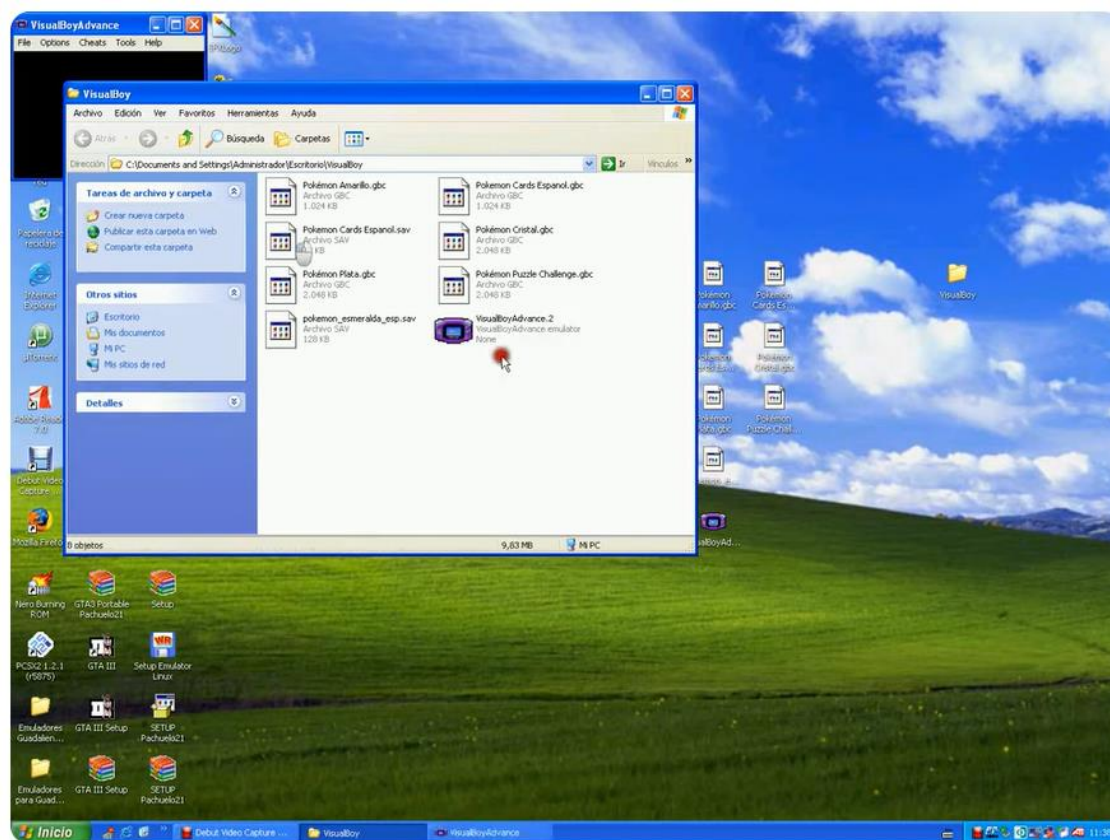 VisualBoyAdvance
File Options Cheats Tools Help
VisualBoy
Archivo Edición Ver Favoritos Herramientas Ayuda
Atrás Búsqueda Carpetas
Dirección C:\Documents and Settings\Administrador\Escritorio\VisualBoy Ir Vínculos »
Tareas de archivo y carpeta
Crear nueva carpeta
Publicar esta carpeta en Web
Compartir esta carpeta
Otros sitios
Escritorio
Mis documentos
Mi PC
Mis sitios de red
Detalles
Pokémon Amarillo.gbc
Archivo GBC
1.024 KB
Pokemon Cards Espanol.gbc
Archivo GBC
1.024 KB
Pokemon Cards Espanol.sav
Archivo SAV
KB
Pokémon Cristal.gbc
Archivo GBC
2.048 KB
Pokémon Plata.gbc
Archivo GBC
2.048 KB
Pokémon Puzzle Challenge.gbc
Archivo GBC
2.048 KB
pokemon_esmeralda_esp.sav
Archivo SAV
128 KB
VisualBoyAdvance.2
VisualBoyAdvance emulator
None
8 objetos 9,83 MB Mi PC
Papelera de
reciclaje
Internet
Explorer
µTorrent
Adobe Reader
7.0
Debut Video
Capture ...
Mozilla Firefox
Nero Burning
ROM
GTA3 Portable
Pachuelo21
Setup
PCSX2 1.2.1
(r5875)
GTA III
Setup Emulator
Linux
Emuladores
Guadalien...
GTA III Setup
SETUP
Pachuelo21
Emuladores
para Guad...
GTA III Setup
SETUP
Pachuelo21
Pokemon
Cards Es...
Pokémon
Cristal.gbc
Pokémon
Puzzle Chall...
VisualBoy
Inicio Debut Video Capture ... VisualBoy VisualBoyAdvance